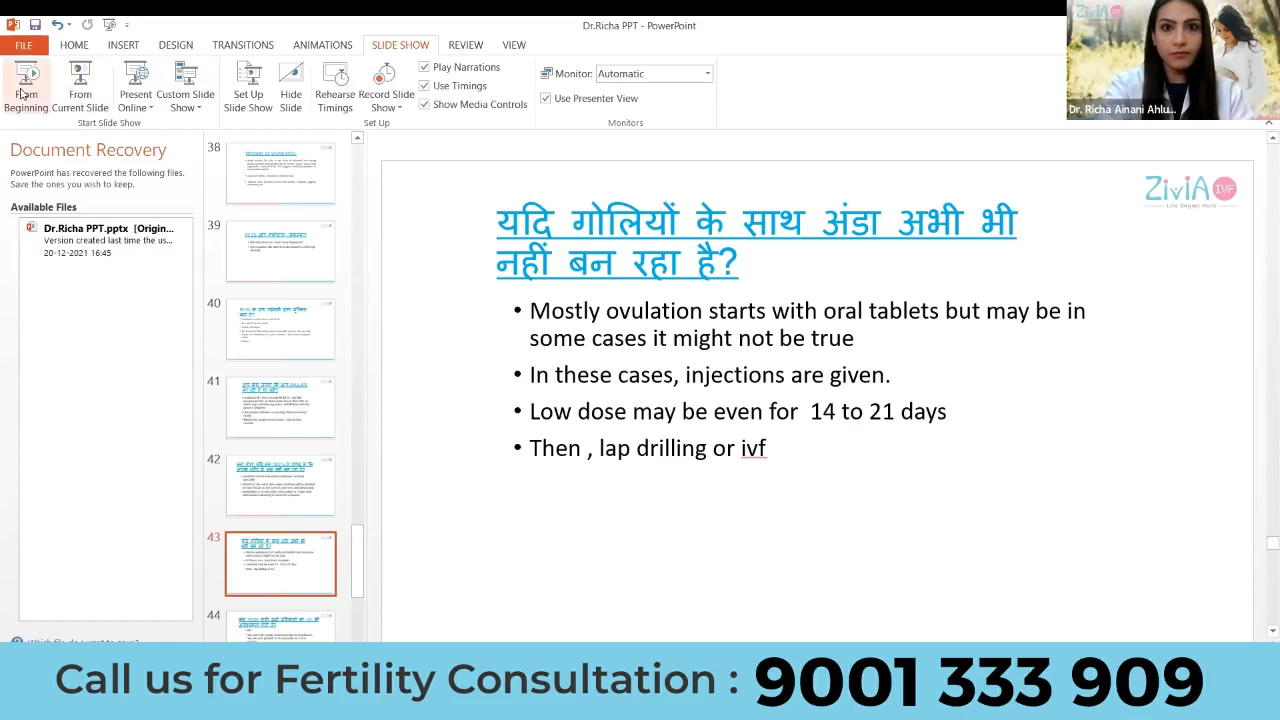 Dr.Richa PPT - PowerPoint
FILE HOME INSERT DESIGN TRANSITIONS ANIMATIONS SLIDE SHOW REVIEW VIEW
From Beginning
From Current Slide
Present Online
Custom Slide Show
Start Slide Show
Set Up Slide Show
Hide Slide
Rehearse Timings
Record Slide Show
Play Narrations
Use Timings
Show Media Controls
Set Up
Monitor: Automatic
Use Presenter View
Monitors
ZiviA IVF
Dr. Richa Ainani Ahlu...
Document Recovery
PowerPoint has recovered the following files.
Save the ones you wish to keep.
Available Files
Dr.Richa PPT.pptx [Origin...
Version created last time the us...
20-12-2021 16:45
38
39
40
41
42
43
44
ZiviA IVF
Life Begins Here
यदि गोलियों के साथ अंडा अभी भी
नहीं बन रहा है?
• Mostly ovulation starts with oral tablets but may be in
some cases it might not be true
• In these cases, injections are given.
• Low dose may be even for 14 to 21 days
• Then , lap drilling or ivf
Which file do I want to save?
Call us for Fertility Consultation : 9001 333 909